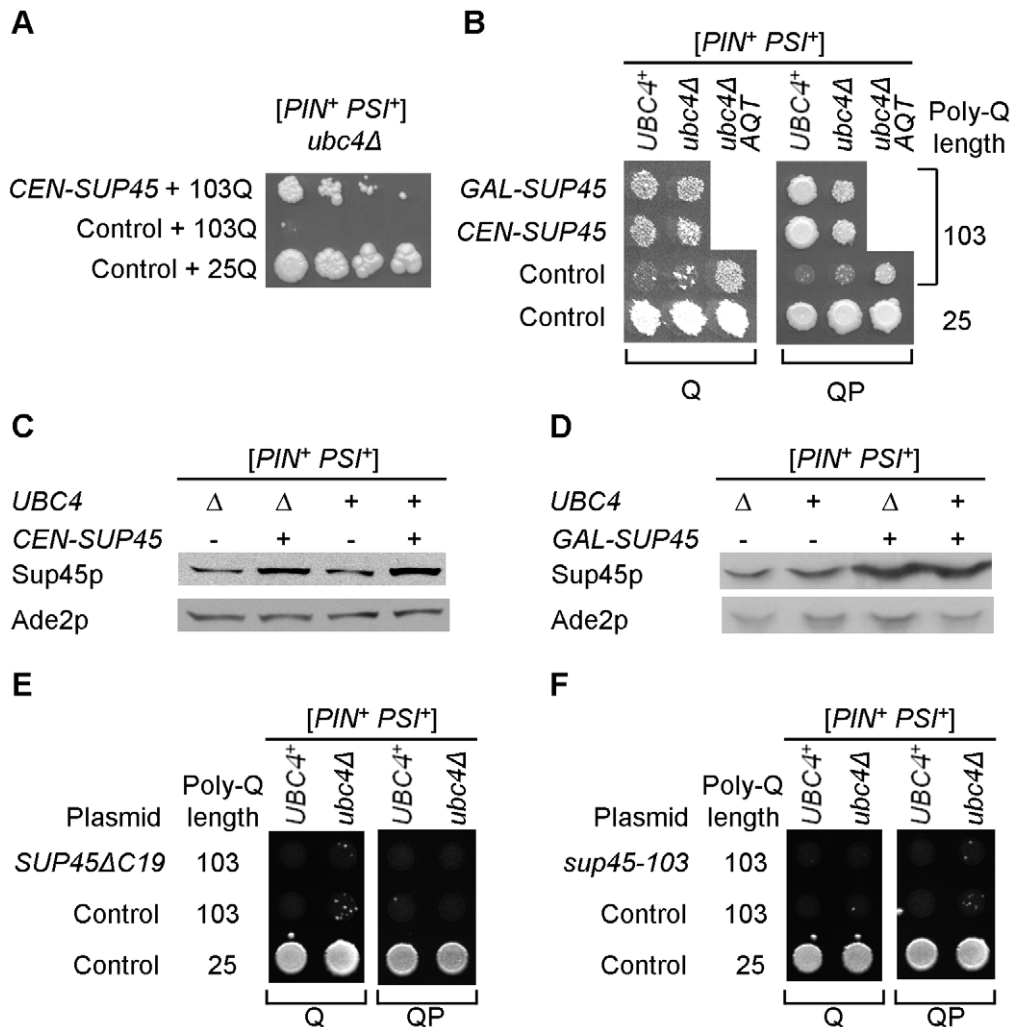 A
[PIN+ PSI+]
ubc4Δ
CEN-SUP45 + 103Q
Control + 103Q
Control + 25Q
B
[PIN+ PSI+]
UBC4+ ubc4Δ ubc4Δ AQT UBC4+ ubc4Δ ubc4Δ AQT
Poly-Q
length
GAL-SUP45
CEN-SUP45
Control
Control
103
25
Q QP
C
[PIN+ PSI+]
UBC4 Δ Δ + +
CEN-SUP45 - + - +
Sup45p
Ade2p
D
[PIN+ PSI+]
UBC4 Δ + Δ +
GAL-SUP45 - - + +
Sup45p
Ade2p
E
[PIN+ PSI+]
UBC4+ ubc4Δ UBC4+ ubc4Δ
Poly-Q
Plasmid length
SUP45ΔC19 103
Control 103
Control 25
Q QP
F
[PIN+ PSI+]
UBC4+ ubc4Δ UBC4+ ubc4Δ
Poly-Q
Plasmid length
sup45-103 103
Control 103
Control 25
Q QP